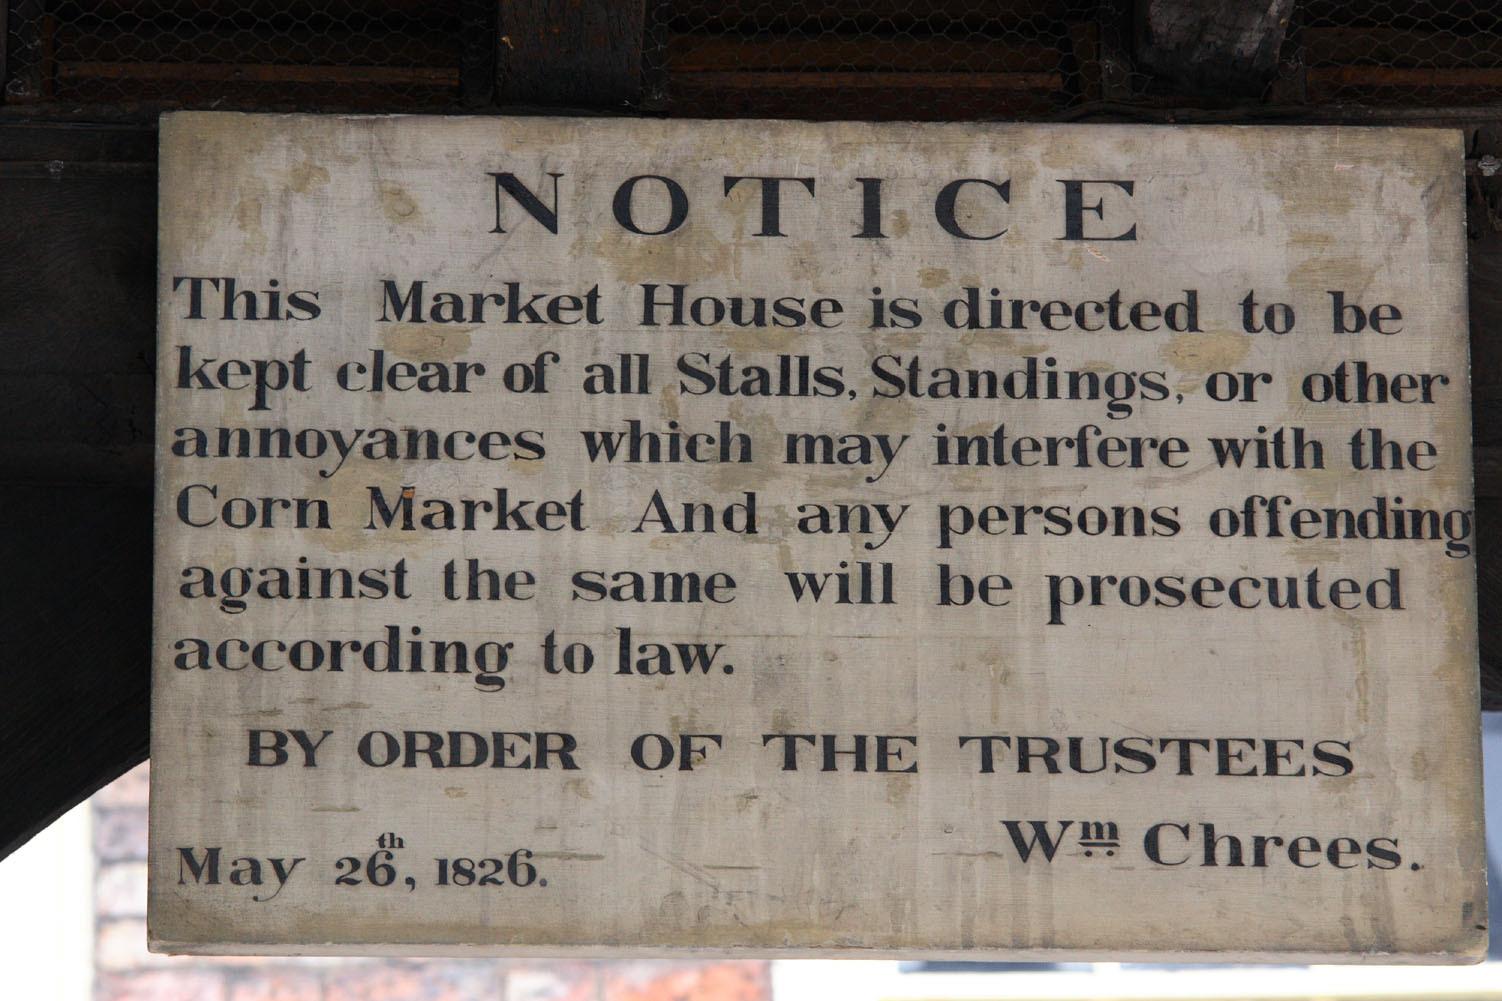 NOTICE
This Market House is directed to be
kept clear of all Stalls, Standings, or other
annoyances which may interfere with the
Corn Market And any persons offending
against the same will be prosecuted
according to law.
BY ORDER OF THE TRUSTEES
Wm Chrees.
May 26th, 1826.